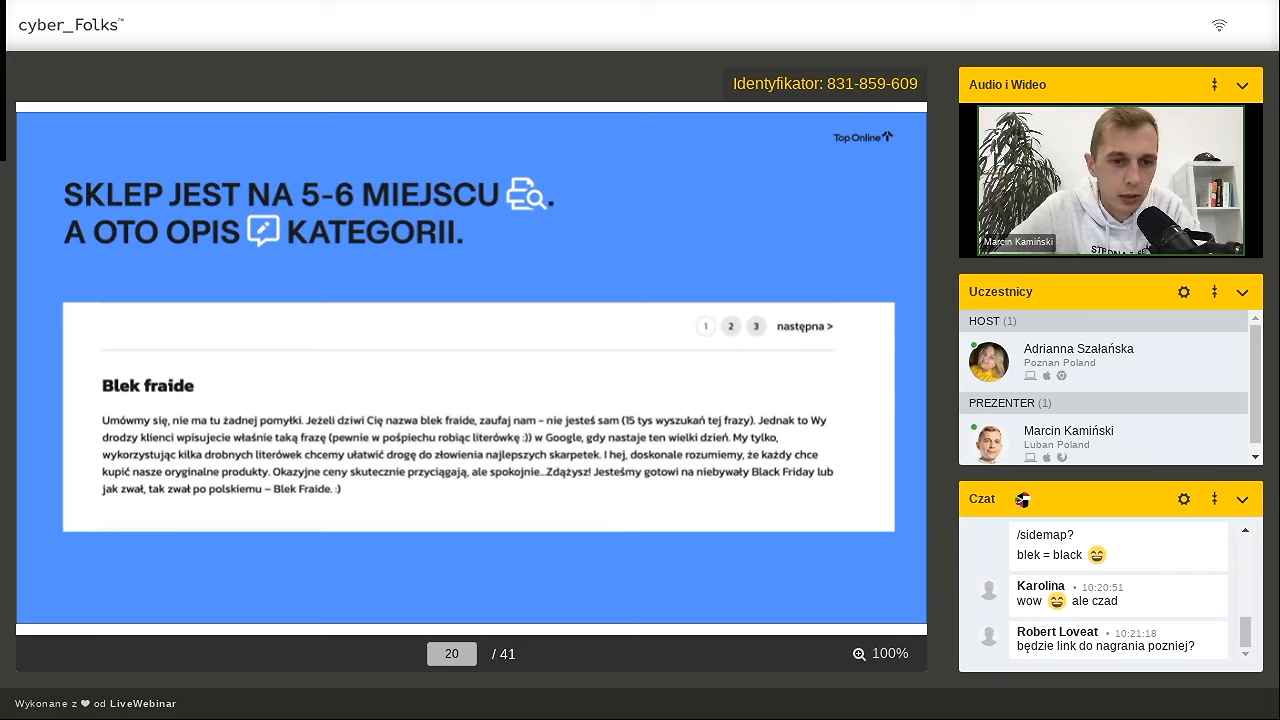 cyber_Folks™
Identyfikator: 831-859-609
Top Online
SKLEP JEST NA 5-6 MIEJSCU .
A OTO OPIS KATEGORII.
1 2 3 następna >
Blek fraide
Umówmy się, nie ma tu żadnej pomyłki. Jeżeli dziwi Cię nazwa blek fraide, zaufaj nam - nie jesteś sam (15 tys wyszukań tej frazy). Jednak to Wy
drodzy klienci wpisujecie właśnie taką frazę (pewnie w pośpiechu robiąc literówkę :)) w Google, gdy nastaje ten wielki dzień. My tylko,
wykorzystując kilka drobnych literówek chcemy ułatwić drogę do złowienia najlepszych skarpetek. I hej, doskonale rozumiemy, że każdy chce
kupić nasze oryginalne produkty. Okazyjne ceny skutecznie przyciągają, ale spokojnie...Zdążysz! Jesteśmy gotowi na niebywały Black Friday lub
jak zwał, tak zwał po polskiemu – Blek Fraide. :)
20 / 41
100%
Audio i Wideo
Marcin Kamiński
Uczestnicy
HOST (1)
Adrianna Szałańska
Poznan Poland
PREZENTER (1)
Marcin Kamiński
Luban Poland
Czat
/sidemap?
blek = black 😄
Karolina • 10:20:51
wow 😄 ale czad
Robert Loveat • 10:21:18
będzie link do nagrania pozniej?
Wykonane z ❤ od LiveWebinar